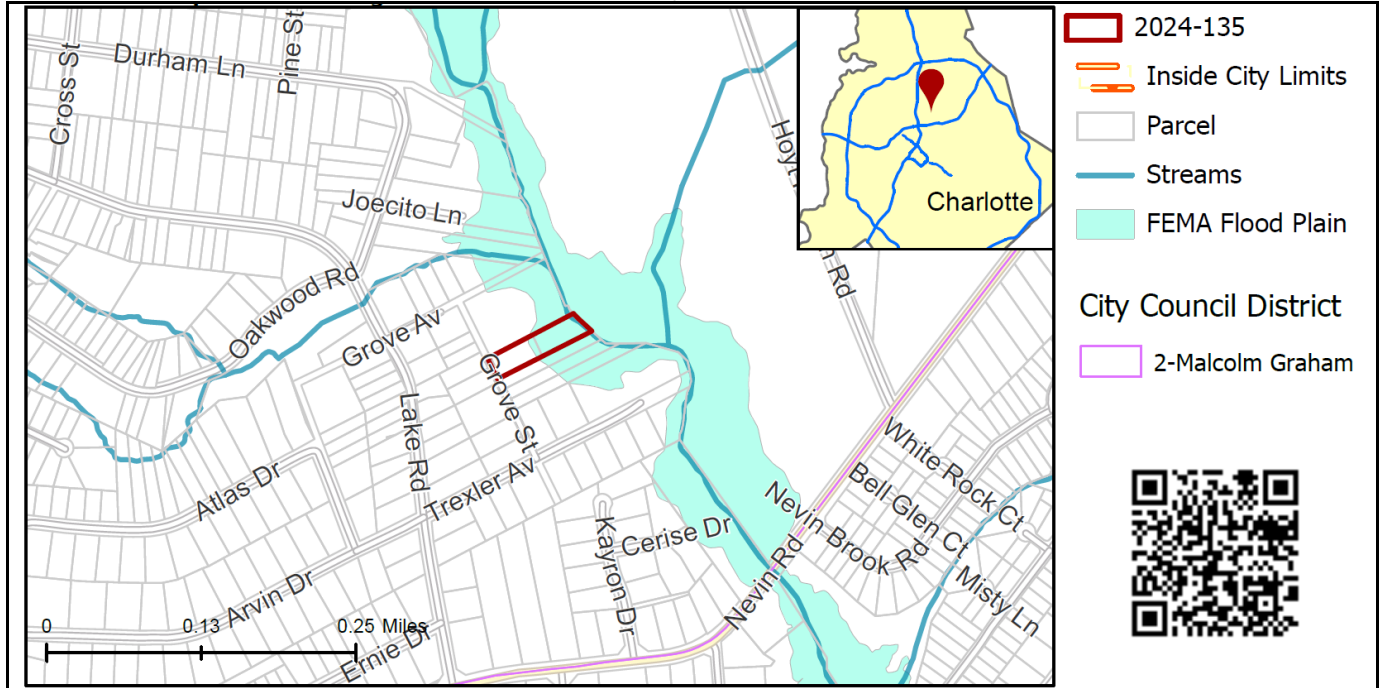 Cross St
Durham Ln
Pine St
Joecito Ln
Oakwood Rd
Grove Av
Grove St
Lake Rd
Trexler Av
Atlas Dr
Arvin Dr
Ernie Dr
Kayron Dr
Cerise Dr
Nevin Rd
Nevin Brook Rd
Bell Glen Ct
White Rock Ct
Misty Ln
Charlotte
0 0.13 0.25 Miles
2024-135
Inside City Limits
Parcel
Streams
FEMA Flood Plain
City Council District
2-Malcolm Graham